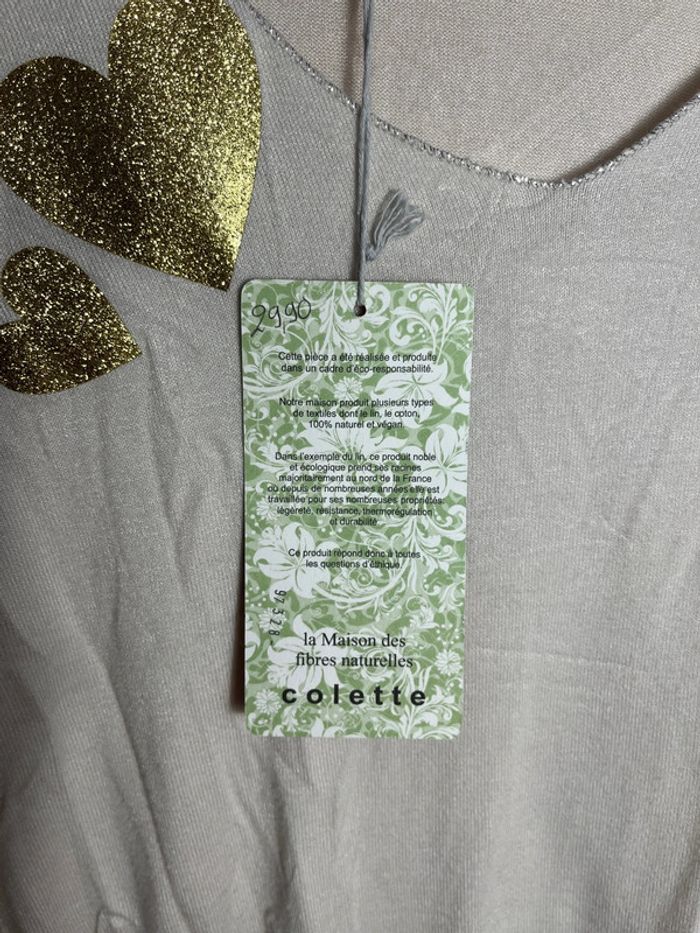 29,90
Cette pièce a été réalisée et produite
dans un cadre d'éco-responsabilité.
Notre maison produit plusieurs types
de textiles dont le lin, le coton,
100% naturel et végan.
Dans l'exemple du lin, ce produit noble
et écologique prend ses racines
majoritairement au nord de la France
où depuis de nombreuses années elle est
travaillée pour ses nombreuses propriétés:
légèreté, résistance, thermorégulation
et durabilité.
Ce produit répond donc à toutes
les questions d'éthique.
97328
la Maison des
fibres naturelles
colette